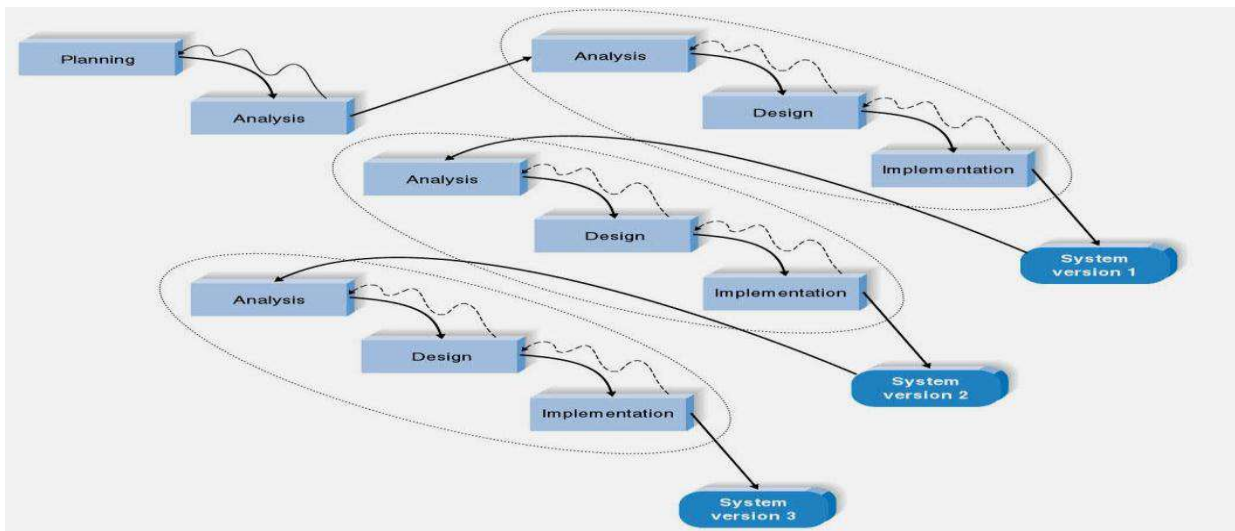 Planning
Analysis
Analysis
Design
Implementation
System
version 1
Analysis
Design
Implementation
System
version 2
Analysis
Design
Implementation
System
version 3